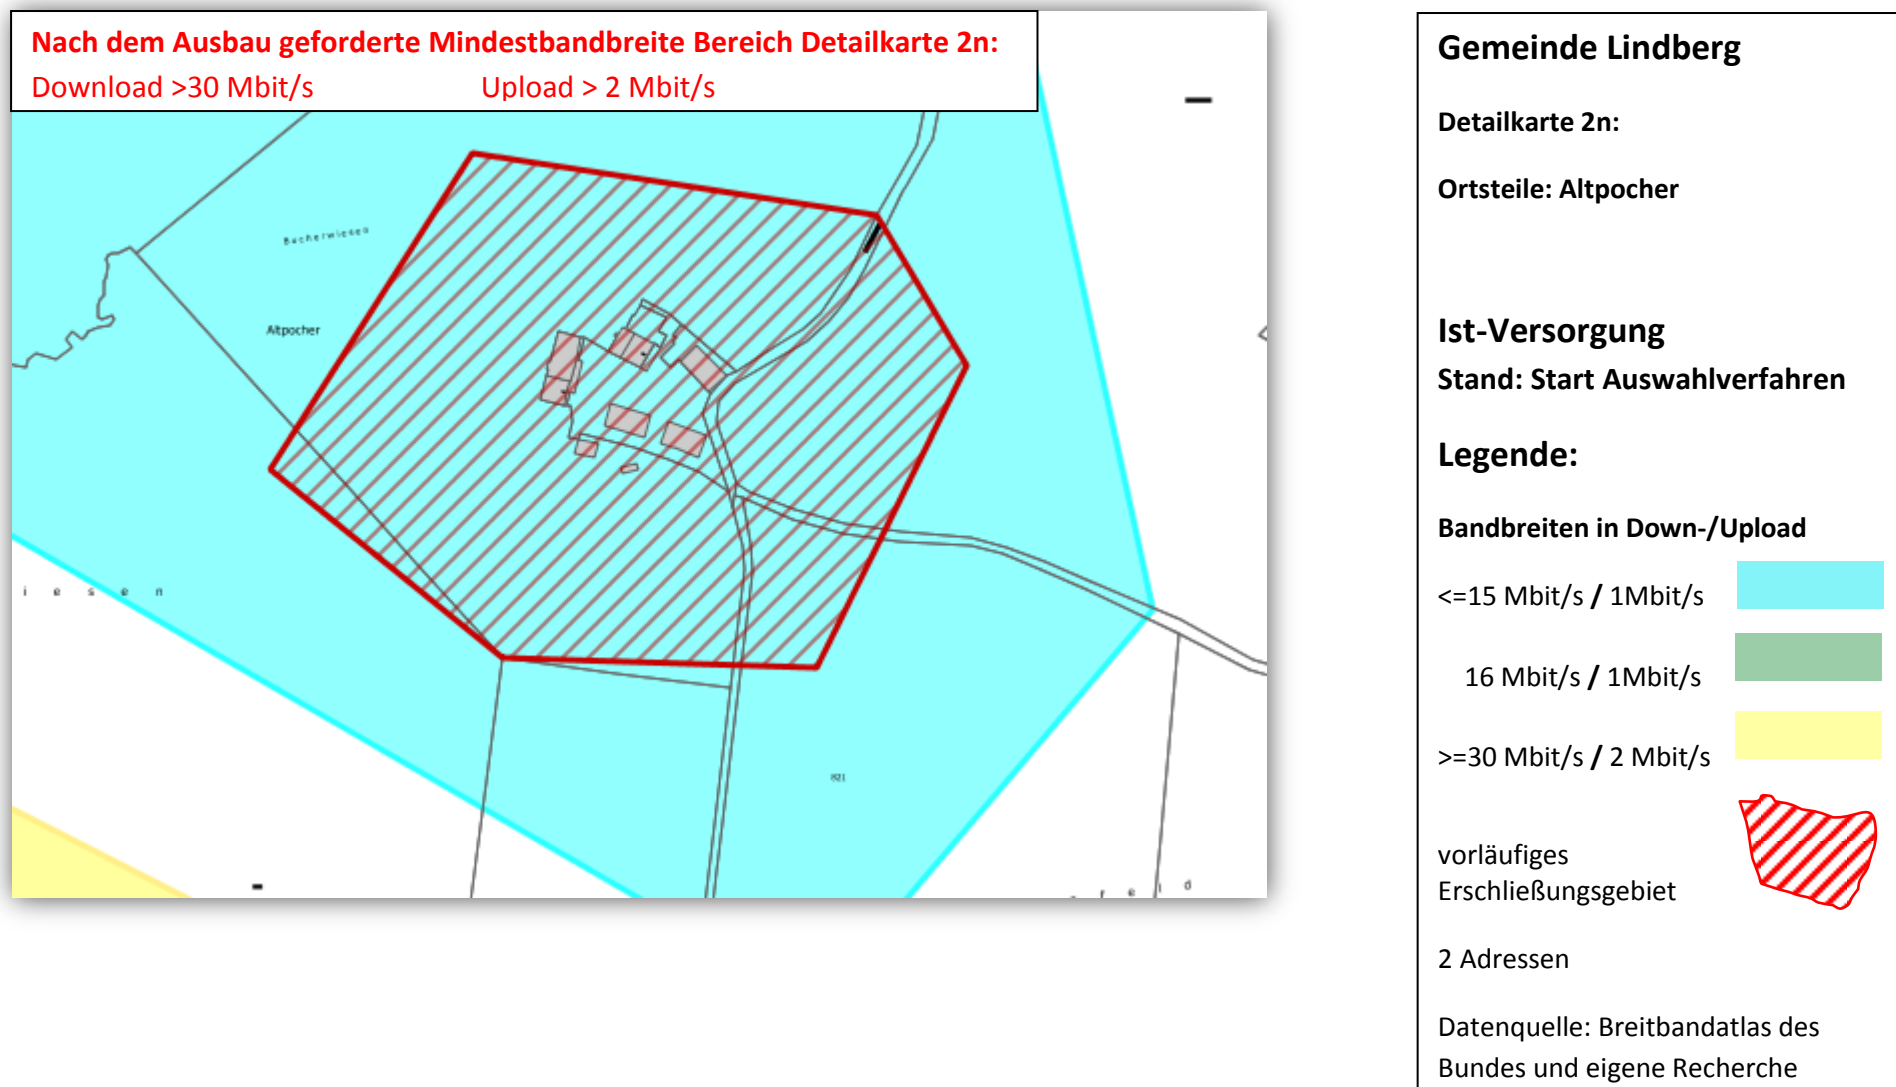 Nach dem Ausbau geforderte Mindestbandbreite Bereich Detailkarte 2n:
Download >30 Mbit/s Upload > 2 Mbit/s
Bucherwiesen
Altpocher
i e s e n
821
r e i d
Gemeinde Lindberg
Detailkarte 2n:
Ortsteile: Altpocher
Ist-Versorgung
Stand: Start Auswahlverfahren
Legende:
Bandbreiten in Down-/Upload
<=15 Mbit/s / 1Mbit/s
16 Mbit/s / 1Mbit/s
>=30 Mbit/s / 2 Mbit/s
vorläufiges
Erschließungsgebiet
2 Adressen
Datenquelle: Breitbandatlas des
Bundes und eigene Recherche